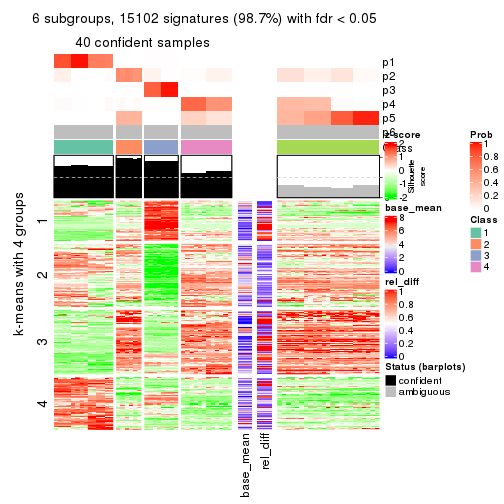 6 subgroups, 15102 signatures (98.7%) with fdr < 0.05
40 confident samples
p1
p2
p3
p4
p5
p6
Class
z-score
2
1
0
-1
-2
Silhouette
score
k-means with 4 groups
1
2
3
4
base_mean
rel_diff
base_mean
8
6
4
2
0
rel_diff
1
0.8
0.6
0.4
0.2
0
Status (barplots)
confident
ambiguous
Prob
1
0.8
0.6
0.4
0.2
0
Class
1
2
3
4